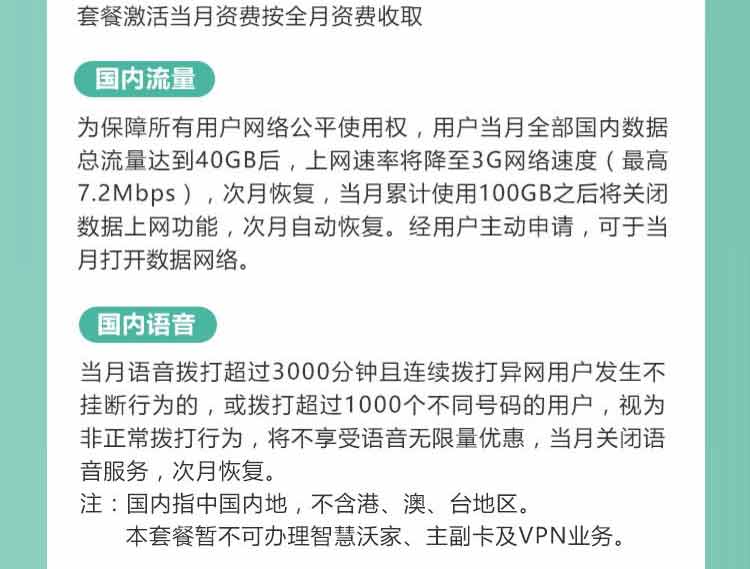 套餐激活当月资费按全月资费收取
国内流量
为保障所有用户网络公平使用权，用户当月全部国内数据
总流量达到40GB后，上网速率将降至3G网络速度（最高
7.2Mbps），次月恢复，当月累计使用100GB之后将关闭
数据上网功能，次月自动恢复。经用户主动申请，可于当
月打开数据网络。
国内语音
当月语音拨打超过3000分钟且连续拨打异网用户发生不
挂断行为的，或拨打超过1000个不同号码的用户，视为
非正常拨打行为，将不享受语音无限量优惠，当月关闭语
音服务，次月恢复。
注：国内指中国内地，不含港、澳、台地区。
本套餐暂不可办理智慧沃家、主副卡及VPN业务。